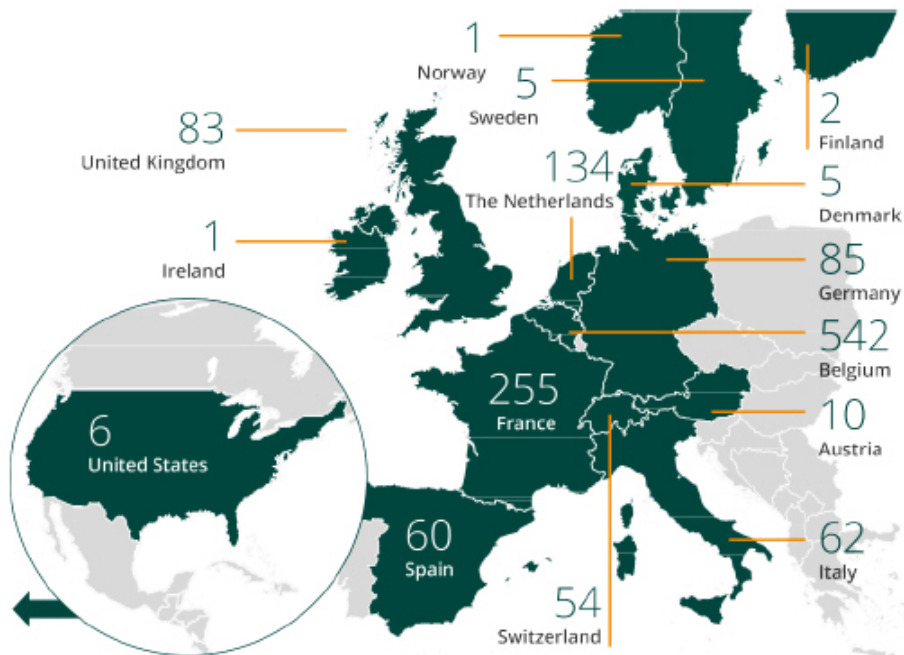 1
Norway
5
Sweden
2
Finland
83
United Kingdom
134
The Netherlands
5
Denmark
1
Ireland
85
Germany
542
Belgium
255
France
10
Austria
6
United States
60
Spain
62
Italy
54
Switzerland